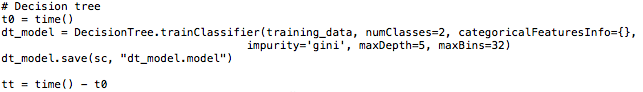 # Decision tree
t0 = time()
dt_model = DecisionTree.trainClassifier(training_data, numClasses=2, categoricalFeaturesInfo={},
impurity='gini', maxDepth=5, maxBins=32)
dt_model.save(sc, "dt_model.model")
tt = time() - t0